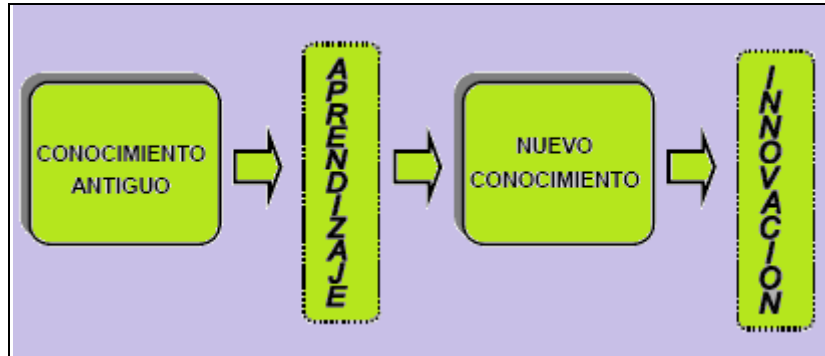 CONOCIMIENTO
ANTIGUO
APRENDIZAJE
NUEVO
CONOCIMIENTO
INNOVACION